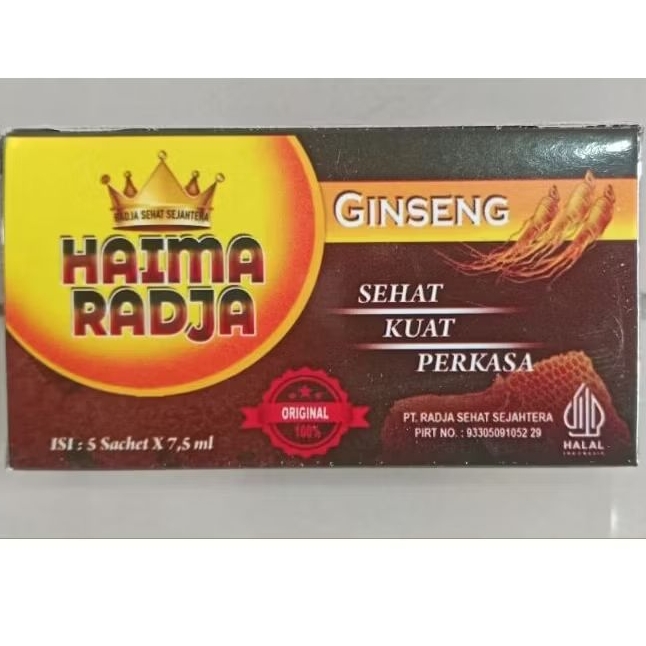 RADJA SEHAT SEJAHTERA
HAIMA
RADJA
GINSENG
SEHAT
KUAT
PERKASA
ORIGINAL
100%
ISI : 5 Sachet X 7,5 ml
PT. RADJA SEHAT SEJAHTERA
PIRT NO. : 93305091052 29
HALAL
INDONESIA